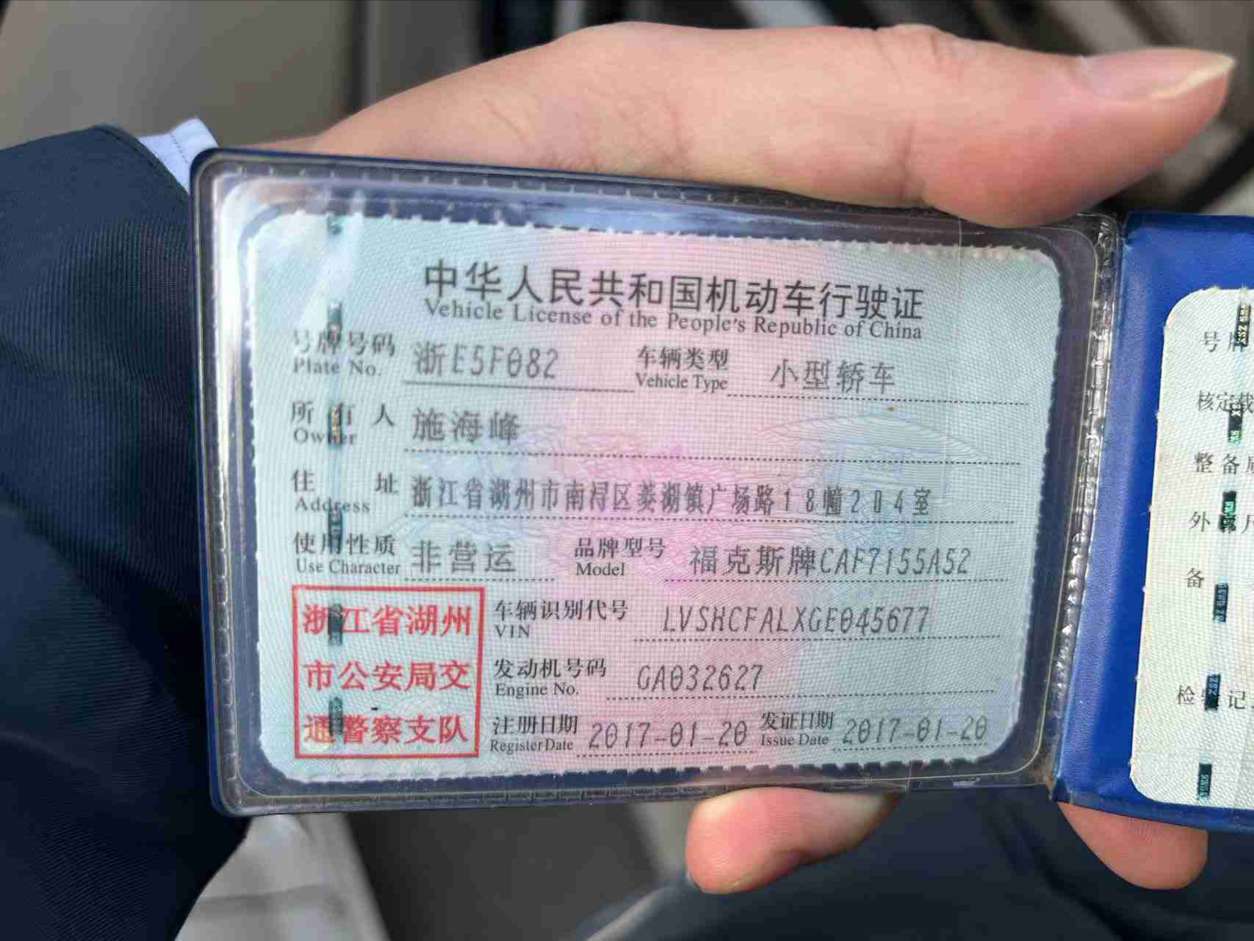 中华人民共和国机动车行驶证
Vehicle License of the People's Republic of China
号牌号码 浙E5F082 车辆类型 小型轿车
Plate No. Vehicle Type
所有人 施海峰
Owner
住址 浙江省湖州市南浔区菱湖镇广场路18幢204室
Address
使用性质 非营运 品牌型号 福克斯牌CAF7155A52
Use Character Model
浙江省湖州 车辆识别代号 LVSHCFALXGE045677
VIN
市公安局交 发动机号码 GA032627
Engine No.
通警察支队 注册日期 2017-01-20 发证日期 2017-01-20
Register Date Issue Date
号牌
核定载
整备质
外廓尺
备
检验记